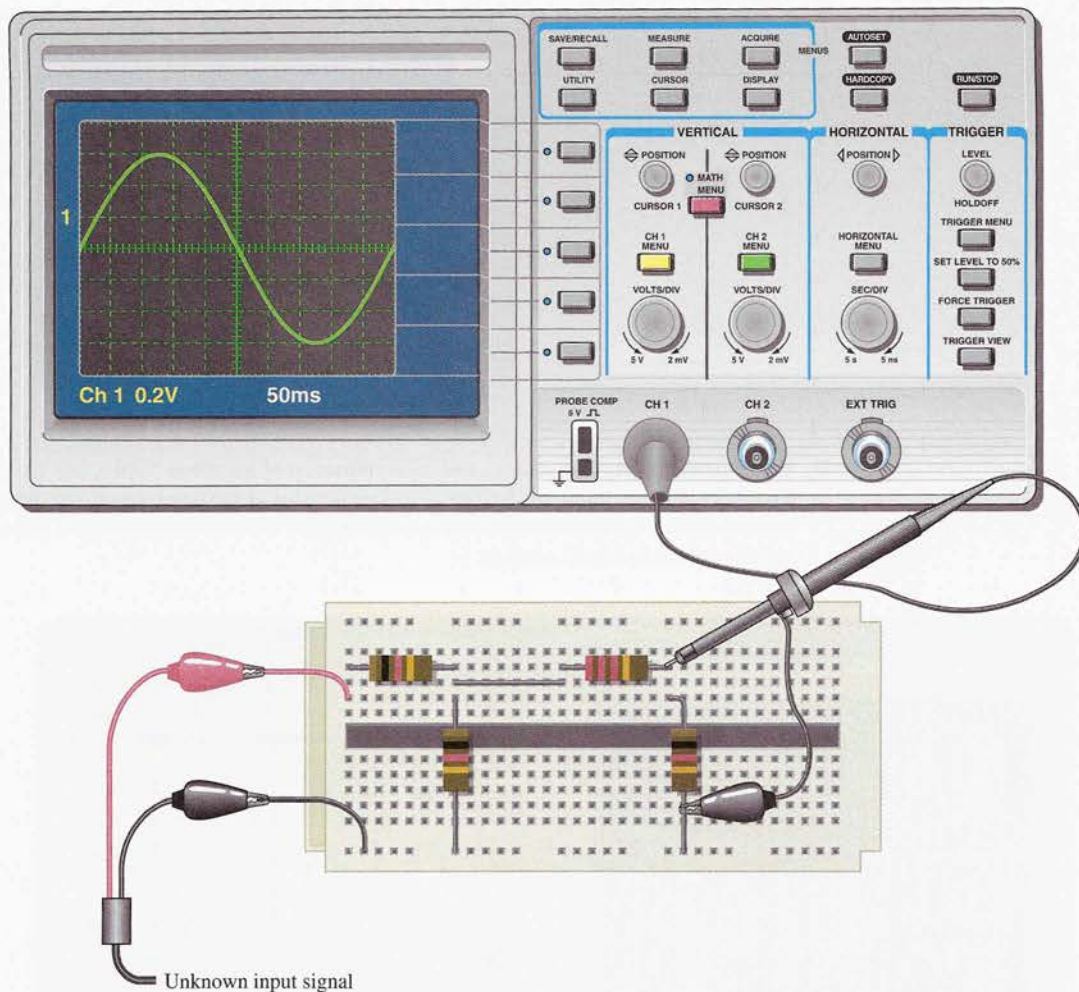 SAVE/RECALL MEASURE ACQUIRE MENUS AUTOSET
UTILITY CURSOR DISPLAY HARDCOPY RUN/STOP
VERTICAL HORIZONTAL TRIGGER
POSITION POSITION POSITION LEVEL
MATH
MENU
CURSOR 1 CURSOR 2 HOLDOFF
TRIGGER MENU
CH 1 MENU CH 2 MENU HORIZONTAL MENU
SET LEVEL TO 50%
VOLTS/DIV VOLTS/DIV SEC/DIV FORCE TRIGGER
TRIGGER VIEW
5 V 2 mV 5 V 2 mV 5 s 5 ns
1
Ch 1 0.2V 50ms
PROBE COMP CH 1 CH 2 EXT TRIG
5 V
Unknown input signal